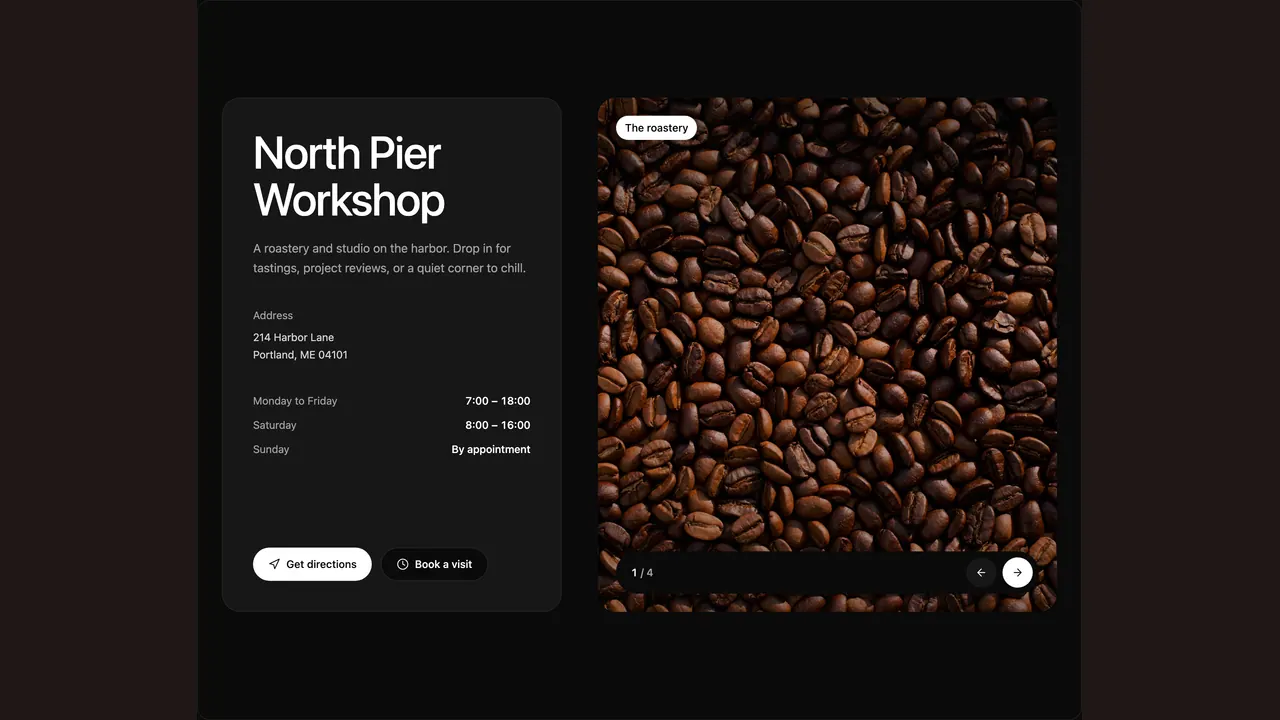 North Pier
Workshop
A roastery and studio on the harbor. Drop in for
tastings, project reviews, or a quiet corner to chill.
Address
214 Harbor Lane
Portland, ME 04101
Monday to Friday 7:00 – 18:00
Saturday 8:00 – 16:00
Sunday By appointment
Get directions Book a visit
The roastery
1 / 4